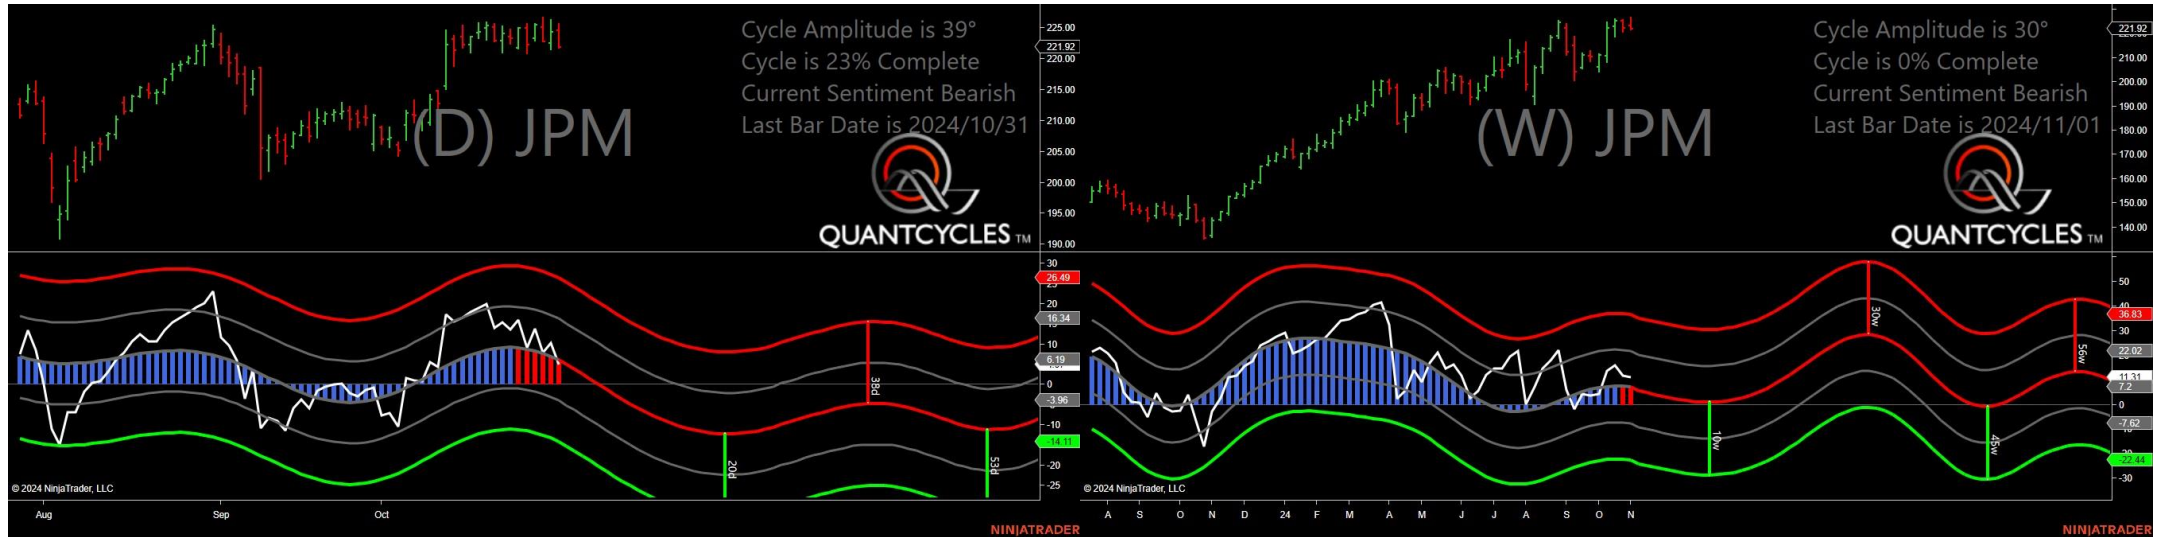 Cycle Amplitude is 39°
Cycle is 23% Complete
Current Sentiment Bearish
Last Bar Date is 2024/10/31
(D) JPM
QUANTCYCLES TM
225.00
221.92
220.00
215.00
210.00
205.00
200.00
195.00
190.00
30
26.49
20
16.34
10
6.19
0
-3.96
-10
-14.11
-20
-25
20d
38d
53d
© 2024 NinjaTrader, LLC
Aug Sep Oct
NINJATRADER
Cycle Amplitude is 30°
Cycle is 0% Complete
Current Sentiment Bearish
Last Bar Date is 2024/11/01
(W) JPM
QUANTCYCLES TM
221.92
210.00
200.00
190.00
180.00
170.00
160.00
150.00
140.00
50
36.83
30
22.02
11.31
7.2
0
-7.62
-22.44
-30
10w
30w
45w
56w
© 2024 NinjaTrader, LLC
A S O N D 24 F M A M J J A S O N
NINJATRADER